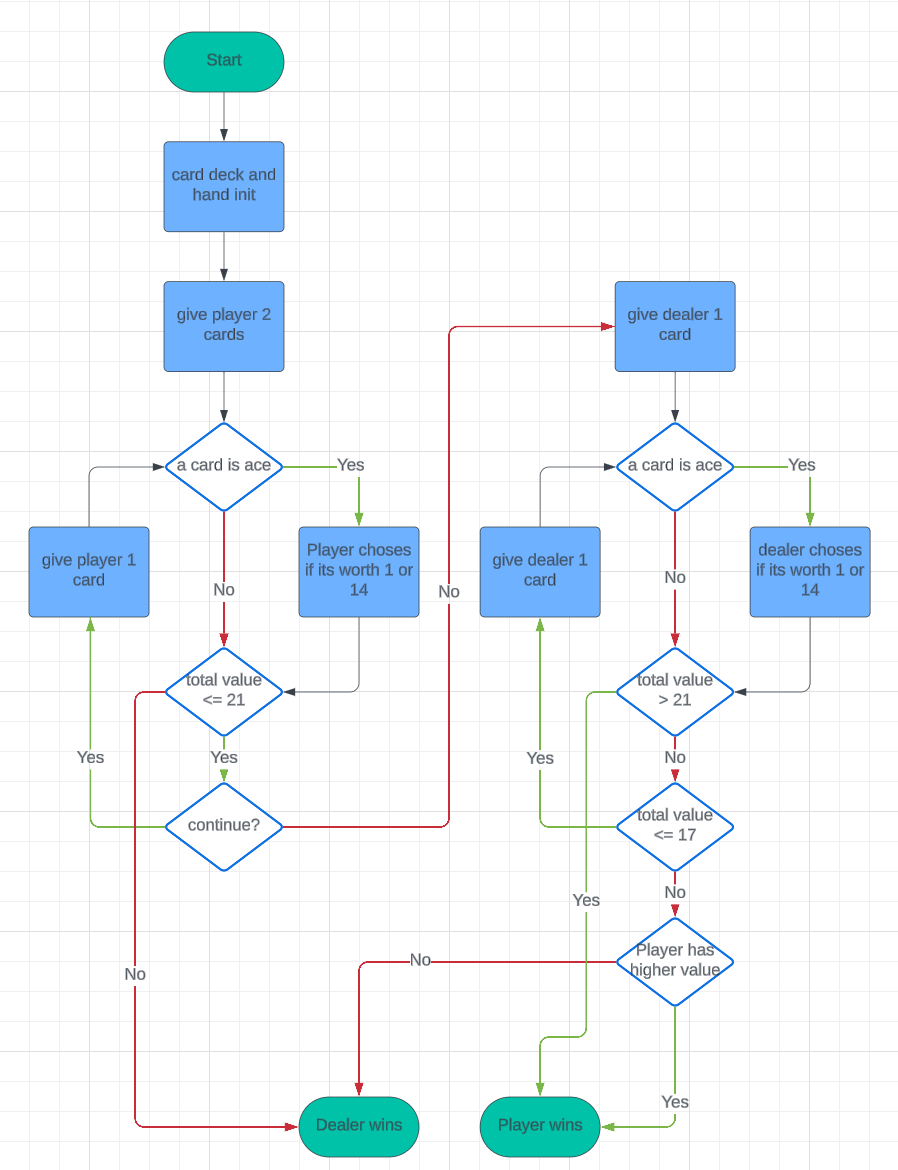 Start
card deck and
hand init
give player 2
cards
a card is ace
Yes
give player 1
card
Player choses
if its worth 1 or
14
No
total value
<= 21
Yes
Yes
continue?
No
No
give dealer 1
card
a card is ace
Yes
give dealer 1
card
dealer choses
if its worth 1 or
14
No
total value
> 21
Yes
No
total value
<= 17
Yes
No
Player has
higher value
No
Yes
Dealer wins
Player wins